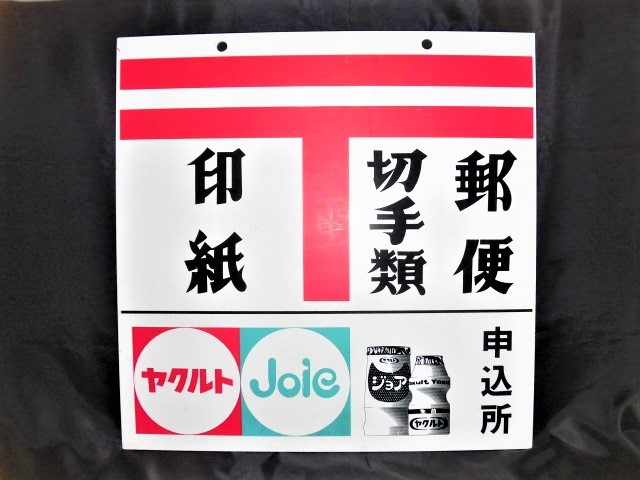 郵便
切手類
印紙
ヤクルト
Joie
ジョア
ヤクルト
申込所